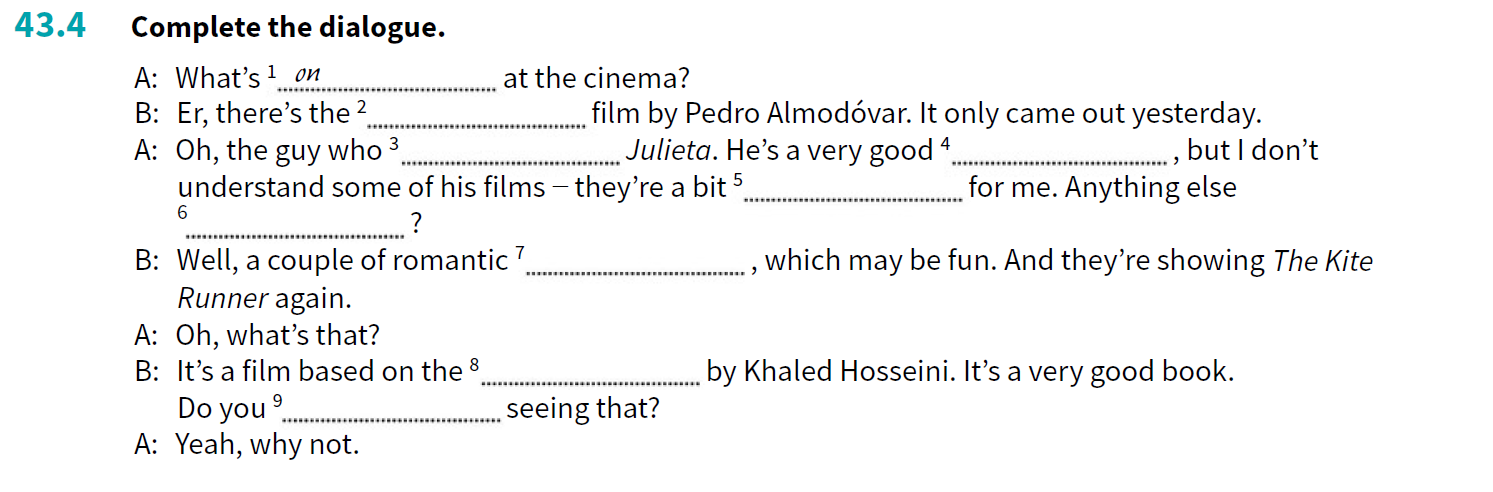 43.4 Complete the dialogue.
A: What's 1 on at the cinema?
B: Er, there's the 2 film by Pedro Almodóvar. It only came out yesterday.
A: Oh, the guy who 3 Julieta. He's a very good 4 , but I don't
understand some of his films – they're a bit 5 for me. Anything else
6 ?
B: Well, a couple of romantic 7 , which may be fun. And they're showing The Kite
Runner again.
A: Oh, what's that?
B: It's a film based on the 8 by Khaled Hosseini. It's a very good book.
Do you 9 seeing that?
A: Yeah, why not.